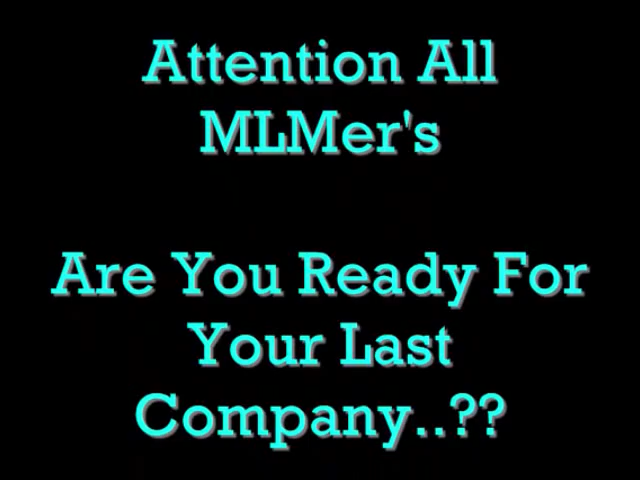 Attention All
MLMer's
Are You Ready For
Your Last
Company..??